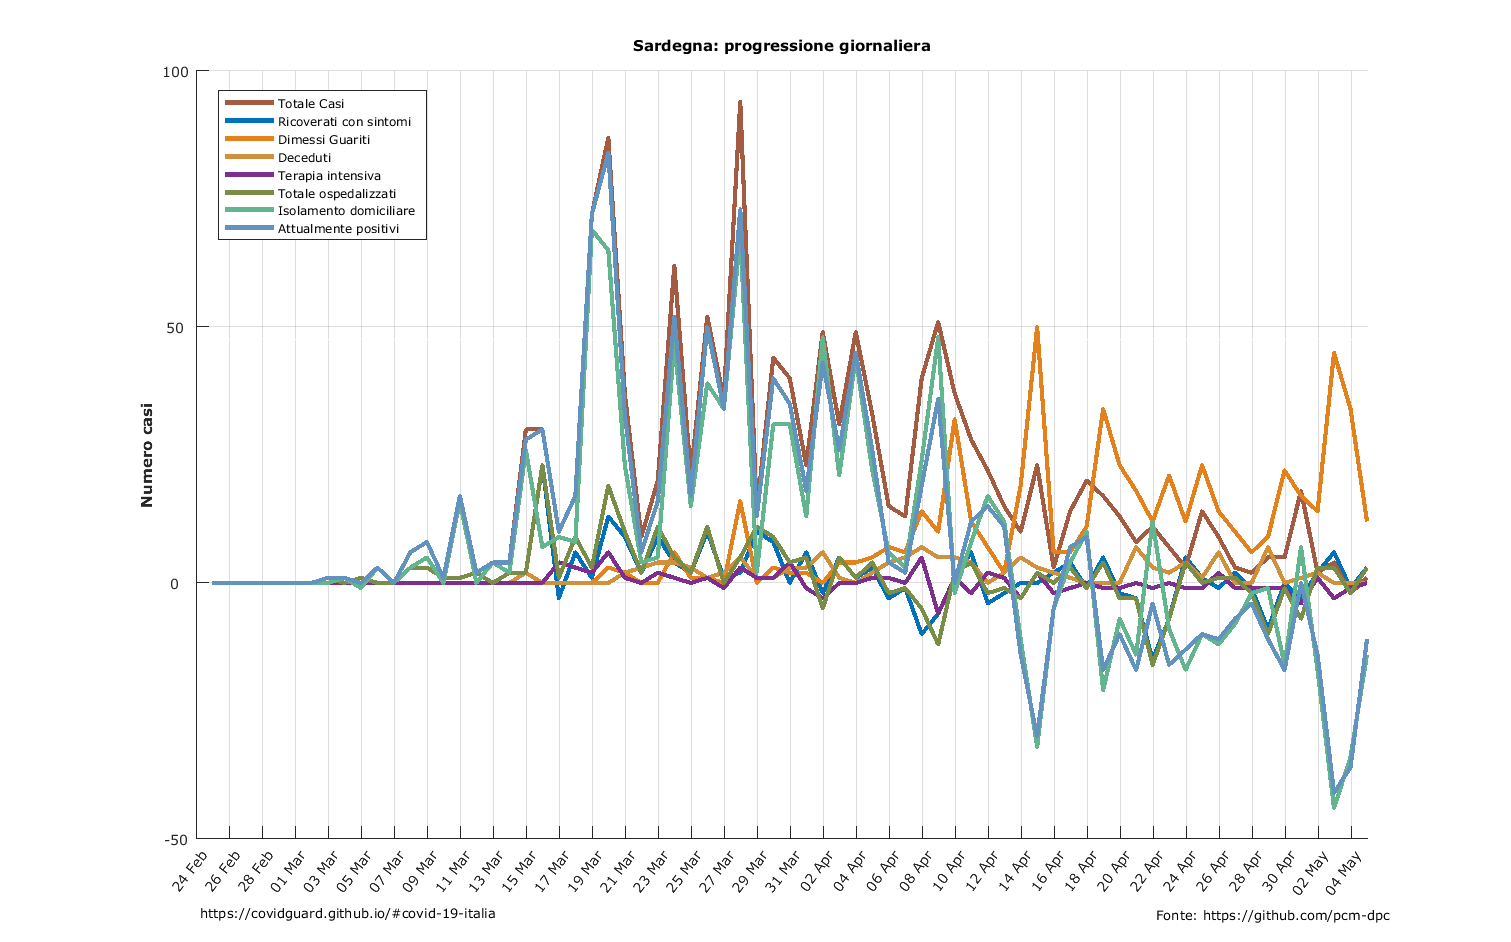 Sardegna: progressione giornaliera
100
50
0
-50
Numero casi
Totale Casi
Ricoverati con sintomi
Dimessi Guariti
Deceduti
Terapia intensiva
Totale ospedalizzati
Isolamento domiciliare
Attualmente positivi
24 Feb
26 Feb
28 Feb
01 Mar
03 Mar
05 Mar
07 Mar
09 Mar
11 Mar
13 Mar
15 Mar
17 Mar
19 Mar
21 Mar
23 Mar
25 Mar
27 Mar
29 Mar
31 Mar
02 Apr
04 Apr
06 Apr
08 Apr
10 Apr
12 Apr
14 Apr
16 Apr
18 Apr
20 Apr
22 Apr
24 Apr
26 Apr
28 Apr
30 Apr
02 May
04 May
https://covidguard.github.io/#covid-19-italia
Fonte: https://github.com/pcm-dpc